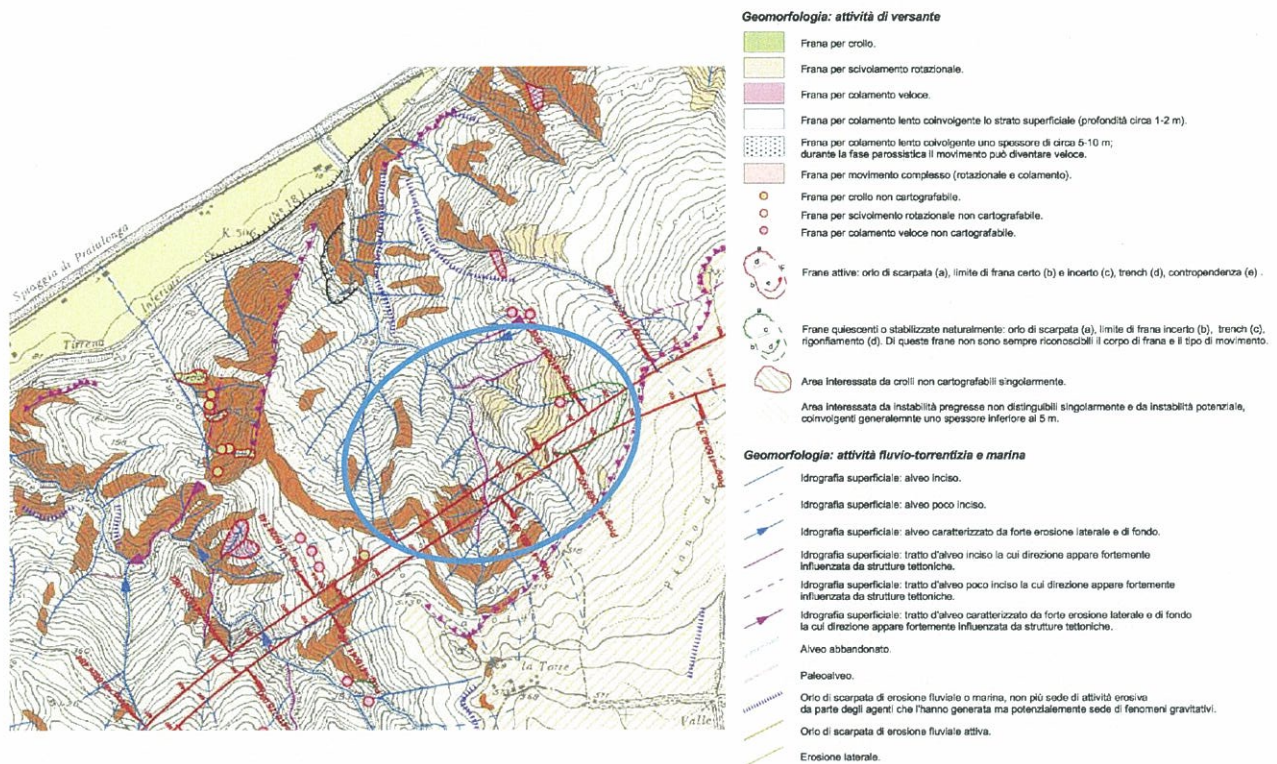 Geomorfologia: attività di versante
Frana per crollo.
Frana per scivolamento rotazionale.
Frana per colamento veloce.
Frana per colamento lento coinvolgente lo strato superficiale (profondità circa 1-2 m).
Frana per colamento lento coivolgente uno spessore di circa 5-10 m;
durante la fase parossistica il movimento può diventare veloce.
Frana per movimento complesso (rotazionale e colamento).
Frana per crollo non cartografabile.
Frana per scivolmento rotazionale non cartografabile.
Frana per colamento veloce non cartografabile.
Frane attive: orlo di scarpata (a), limite di frana certo (b) e incerto (c), trench (d), contropendenza (e) .
Frane quiescenti o stabilizzate naturalmente: orlo di scarpata (a), limite di frana incerto (b), trench (c),
rigonfiamento (d). Di queste frane non sono sempre riconoscibili il corpo di frana e il tipo di movimento.
Area interessata da crolli non cartografabili singolarmente.
Area interessata da instabilità pregresse non distinguibili singolarmente e da instabilità potenziale,
coinvolgenti generalemnte uno spessore inferiore ai 5 m.
Geomorfologia: attività fluvio-torrentizia e marina
Idrografia superficiale: alveo inciso.
Idrografia superficiale: alveo poco inciso.
Idrografia superficiale: alveo caratterizzato da forte erosione laterale e di fondo.
Idrografia superficiale: tratto d'alveo inciso la cui direzione appare fortemente
influenzata da strutture tettoniche.
Idrografia superficiale: tratto d'alveo poco inciso la cui direzione appare fortemente
influenzata da strutture tettoniche.
Idrografia superficiale: tratto d'alveo caratterizzato da forte erosione laterale e di fondo
la cui direzione appare fortemente influenzata da strutture tettoniche.
Alveo abbandonato.
Paleoalveo.
Orlo di scarpata di erosione fluviale o marina, non più sede di attività erosiva
da parte degli agenti che l'hanno generata ma potenzialemente sede di fenomeni gravitativi.
Orlo di scarpata di erosione fluviale attiva.
Erosione laterale.
Spiaggia di Praialonga
Tirrena
Inferiore
la Torre
Valle
Piano de